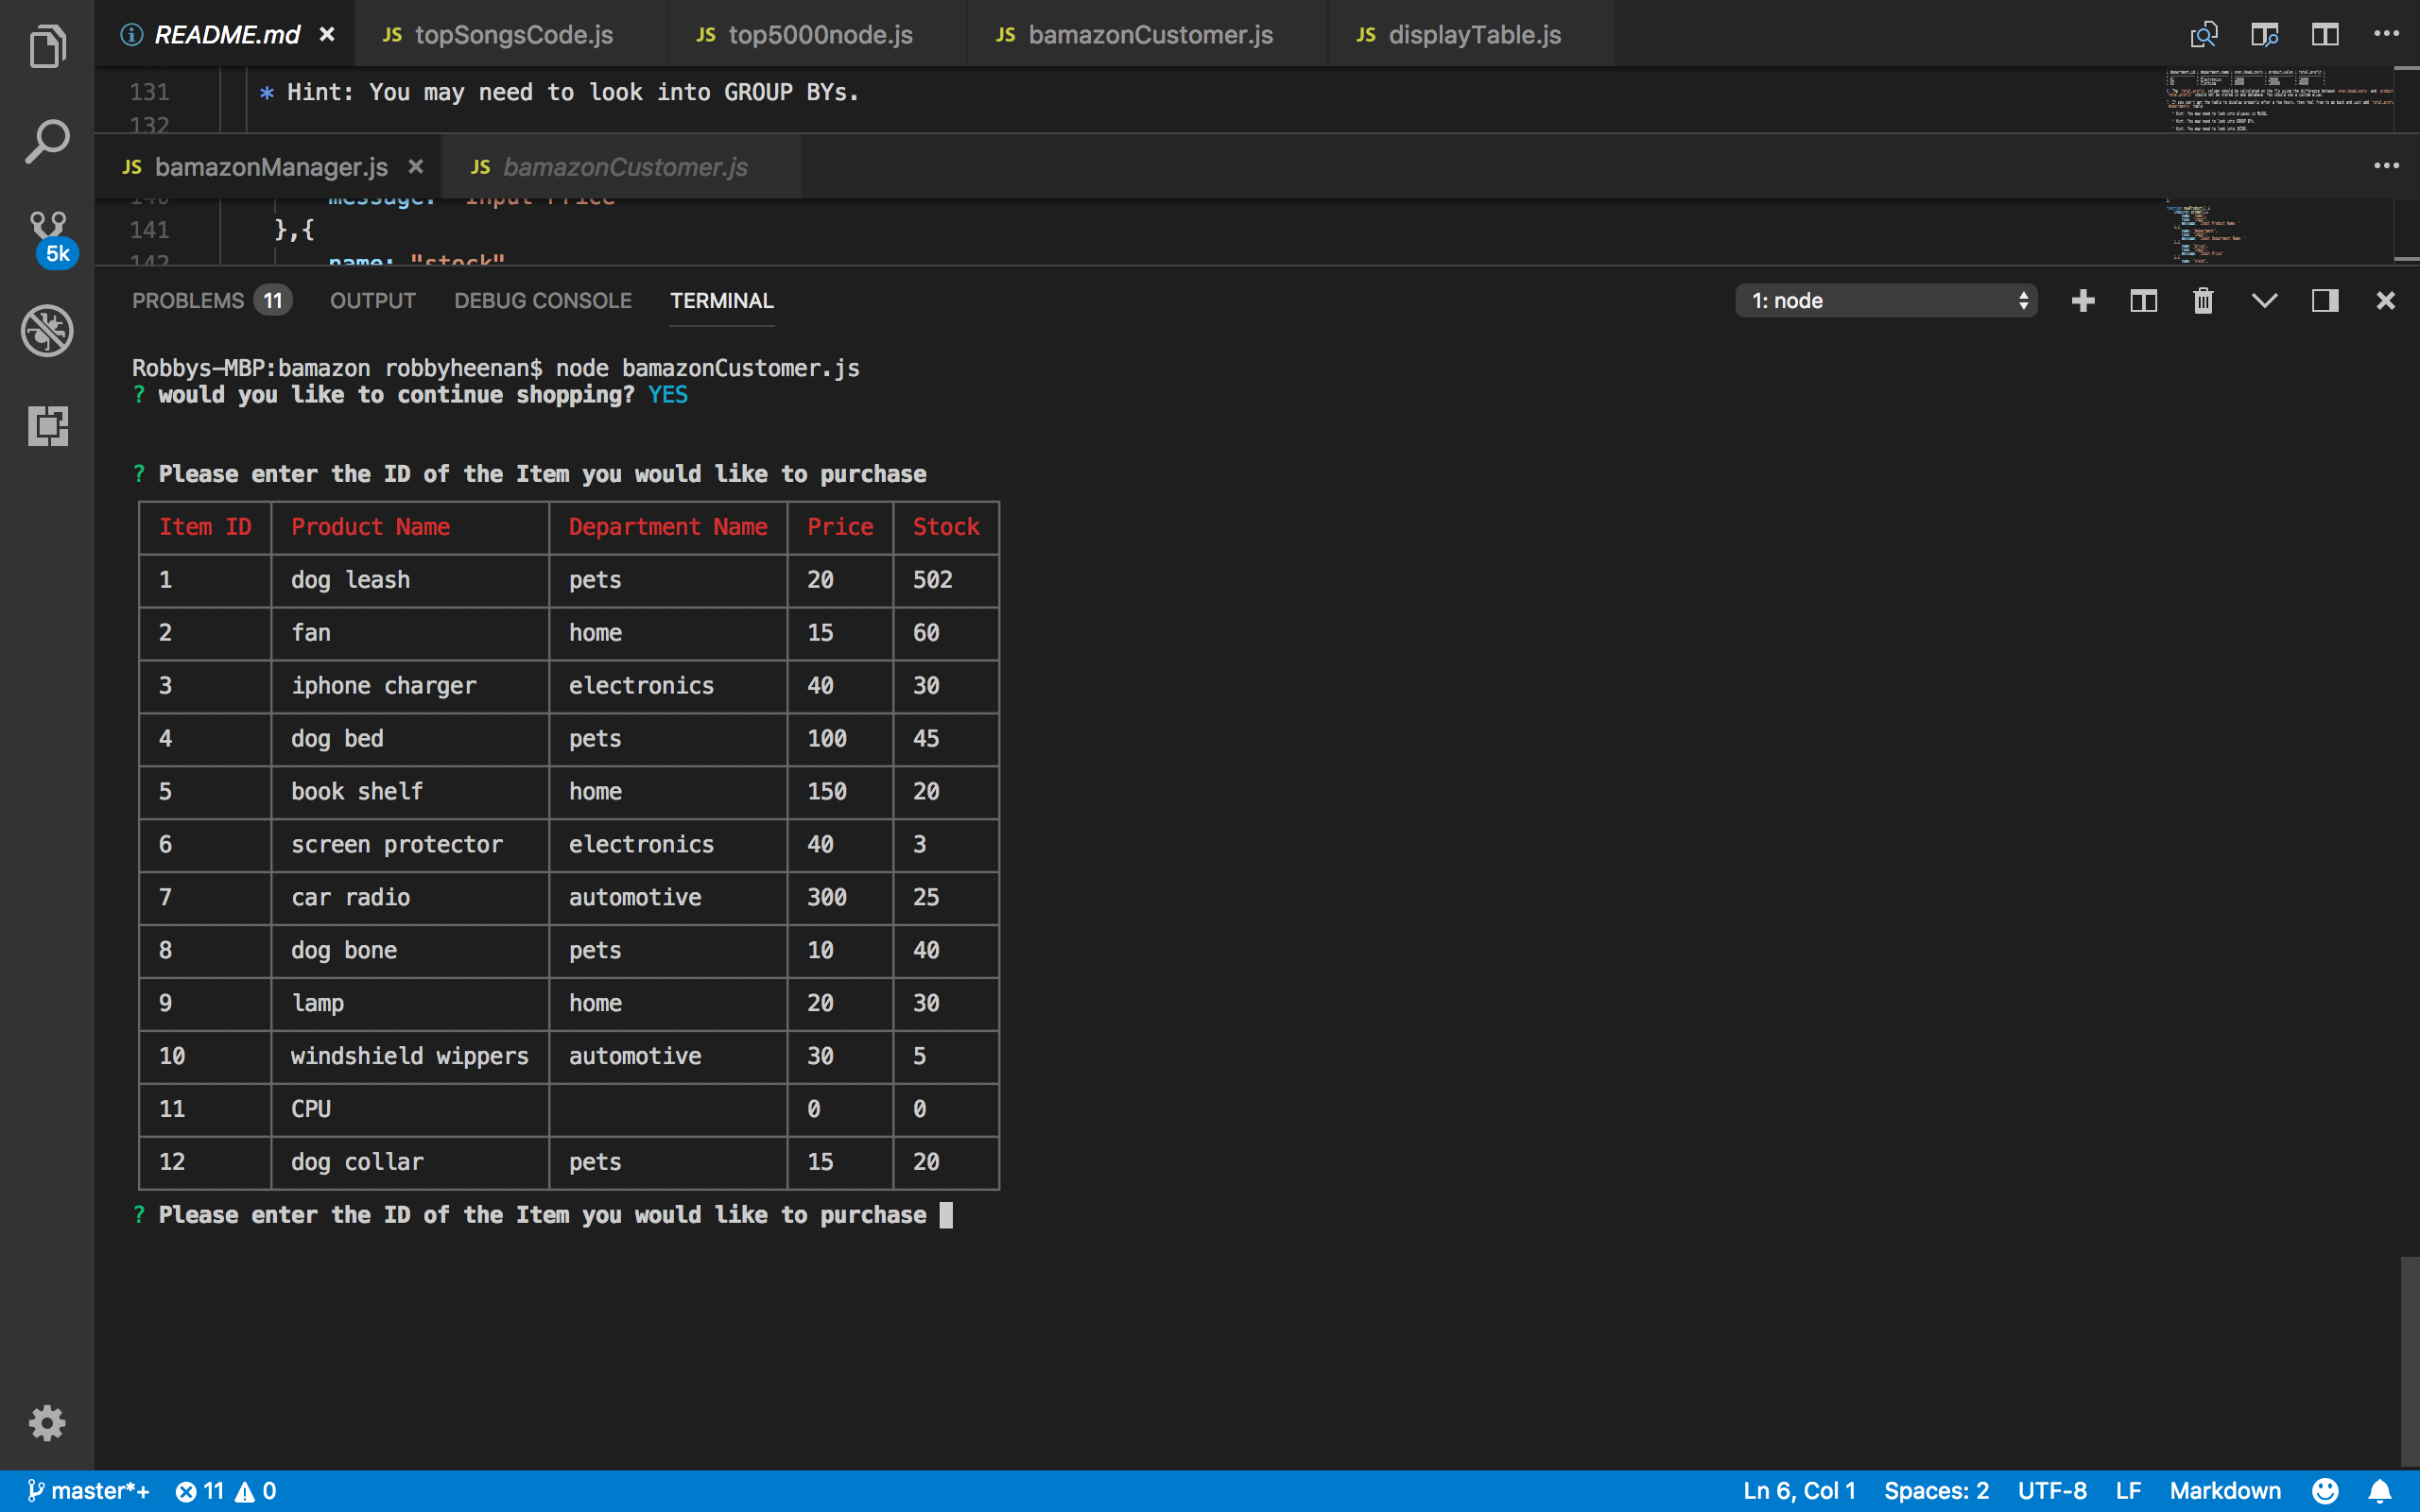 README.md × JS topSongsCode.js JS top5000node.js JS bamazonCustomer.js JS displayTable.js
131 * Hint: You may need to look into GROUP BYs.
132
JS bamazonManager.js × JS bamazonCustomer.js
140 message: "Input Price"
141 },{
142 name: "stock"
5k
PROBLEMS 11 OUTPUT DEBUG CONSOLE TERMINAL 1: node
Robbys-MBP:bamazon robbyheenan$ node bamazonCustomer.js
? would you like to continue shopping? YES
? Please enter the ID of the Item you would like to purchase
Item ID Product Name Department Name Price Stock
1 dog leash pets 20 502
2 fan home 15 60
3 iphone charger electronics 40 30
4 dog bed pets 100 45
5 book shelf home 150 20
6 screen protector electronics 40 3
7 car radio automotive 300 25
8 dog bone pets 10 40
9 lamp home 20 30
10 windshield wippers automotive 30 5
11 CPU 0 0
12 dog collar pets 15 20
? Please enter the ID of the Item you would like to purchase
master*+ 11 0 Ln 6, Col 1 Spaces: 2 UTF-8 LF Markdown